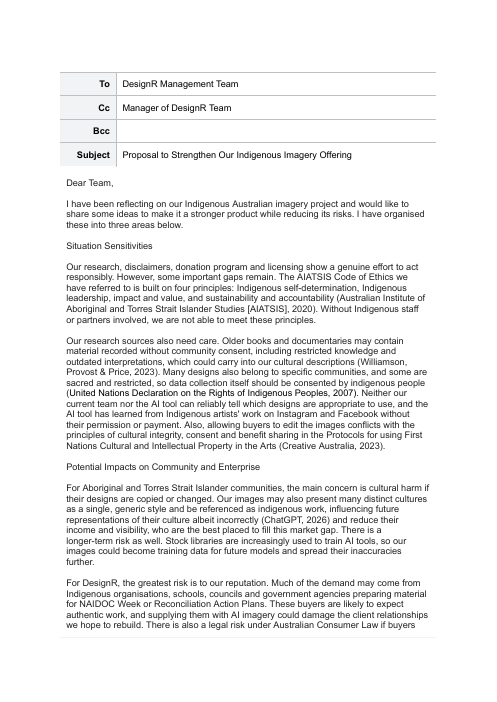 To DesignR Management Team
Cc Manager of DesignR Team
Bcc
Subject Proposal to Strengthen Our Indigenous Imagery Offering
Dear Team,
I have been reflecting on our Indigenous Australian imagery project and would like to
share some ideas to make it a stronger product while reducing its risks. I have organised
these into three areas below.
Situation Sensitivities
Our research, disclaimers, donation program and licensing show a genuine effort to act
responsibly. However, some important gaps remain. The AIATSIS Code of Ethics we
have referred to is built on four principles: Indigenous self-determination, Indigenous
leadership, impact and value, and sustainability and accountability (Australian Institute of
Aboriginal and Torres Strait Islander Studies [AIATSIS], 2020). Without Indigenous staff
or partners involved, we are not able to meet these principles.
Our research sources also need care. Older books and documentaries may contain
material recorded without community consent, including restricted knowledge and
outdated interpretations, which could carry into our cultural descriptions (Williamson,
Provost & Price, 2023). Many designs also belong to specific communities, and some are
sacred and restricted, so data collection itself should be consented by indigenous people
(United Nations Declaration on the Rights of Indigenous Peoples, 2007). Neither our
current team nor the AI tool can reliably tell which designs are appropriate to use, and the
AI tool has learned from Indigenous artists' work on Instagram and Facebook without
their permission or payment. Also, allowing buyers to edit the images conflicts with the
principles of cultural integrity, consent and benefit sharing in the Protocols for using First
Nations Cultural and Intellectual Property in the Arts (Creative Australia, 2023).
Potential Impacts on Community and Enterprise
For Aboriginal and Torres Strait Islander communities, the main concern is cultural harm if
their designs are copied or changed. Our images may also present many distinct cultures
as a single, generic style and be referenced as indigenous work, influencing future
representations of their culture albeit incorrectly (ChatGPT, 2026) and reduce their
income and visibility, who are the best placed to fill this market gap. There is a
longer-term risk as well. Stock libraries are increasingly used to train AI tools, so our
images could become training data for future models and spread their inaccuracies
further.
For DesignR, the greatest risk is to our reputation. Much of the demand may come from
Indigenous organisations, schools, councils and government agencies preparing material
for NAIDOC Week or Reconciliation Action Plans. These buyers are likely to expect
authentic work, and supplying them with AI imagery could damage the client relationships
we hope to rebuild. There is also a legal risk under Australian Consumer Law if buyers